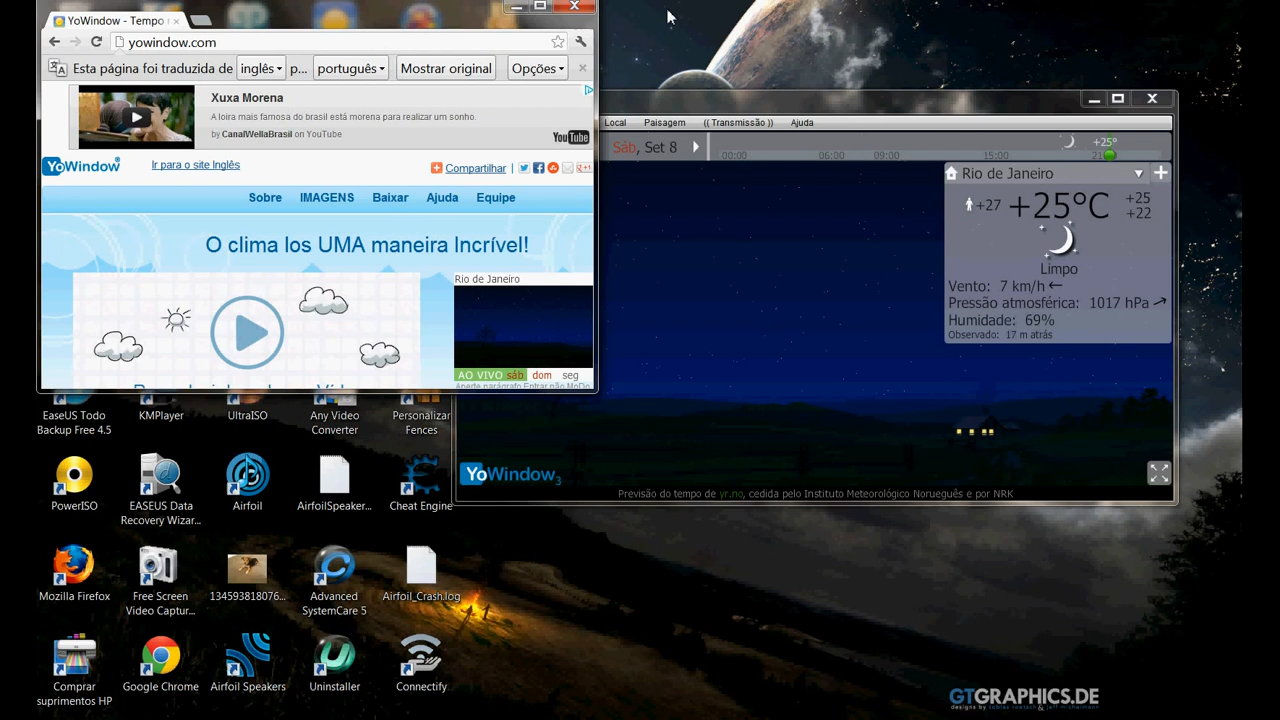 YoWindow - Tempo
yowindow.com
Esta página foi traduzida de inglês p... português Mostrar original Opções
Xuxa Morena
A loira mais famosa do brasil está morena para realizar um sonho.
by CanalWellaBrasil on YouTube
YouTube
YoWindow
Ir para o site Inglês
Compartilhar |
Sobre IMAGENS Baixar Ajuda Equipe
O clima los UMA maneira Incrível!
Rio de Janeiro
AO VIVO sáb dom seg
Aperte parágrafo Entrar não MoDo
Local Paisagem (( Transmissão )) Ajuda
Sáb, Set 8
00:00 06:00 09:00 15:00
+25°
Rio de Janeiro
+27 +25°C +25
+22
Limpo
Vento: 7 km/h
Pressão atmosférica: 1017 hPa
Humidade: 69%
Observado: 17 m atrás
YoWindow3
Previsão do tempo de yr.no, cedida pelo Instituto Meteorológico Norueguês e por NRK
EaseUS Todo
Backup Free 4.5
KMPlayer
UltraISO
Any Video
Converter
Personalizar
Fences
PowerISO
EASEUS Data
Recovery Wizar...
Airfoil
AirfoilSpeaker...
Cheat Engine
Mozilla Firefox
Free Screen
Video Captur...
134593818076...
Advanced
SystemCare 5
Airfoil_Crash.log
Comprar
suprimentos HP
Google Chrome
Airfoil Speakers
Uninstaller
Connectify
GTGRAPHICS.DE